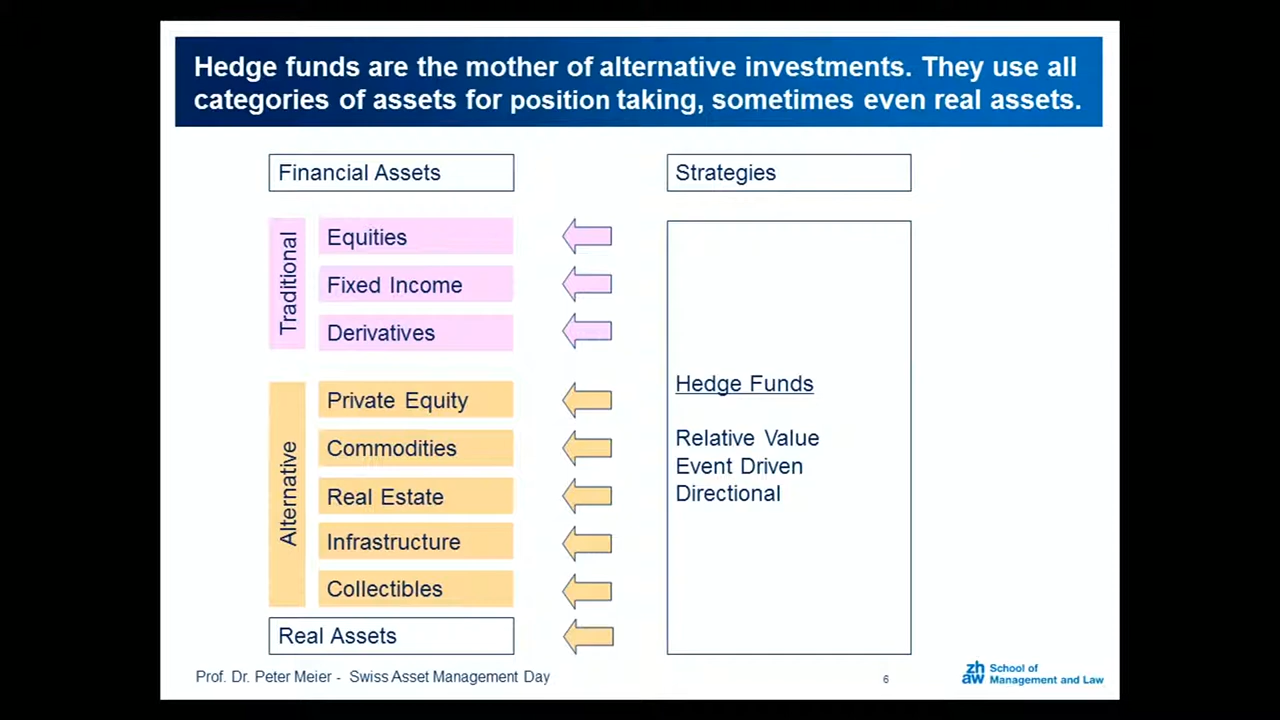 Hedge funds are the mother of alternative investments. They use all
categories of assets for position taking, sometimes even real assets.
Financial Assets
Strategies
Traditional
Equities
Fixed Income
Derivatives
Alternative
Private Equity
Commodities
Real Estate
Infrastructure
Collectibles
Real Assets
Hedge Funds
Relative Value
Event Driven
Directional
Prof. Dr. Peter Meier - Swiss Asset Management Day
6
zh
aw
School of
Management and Law